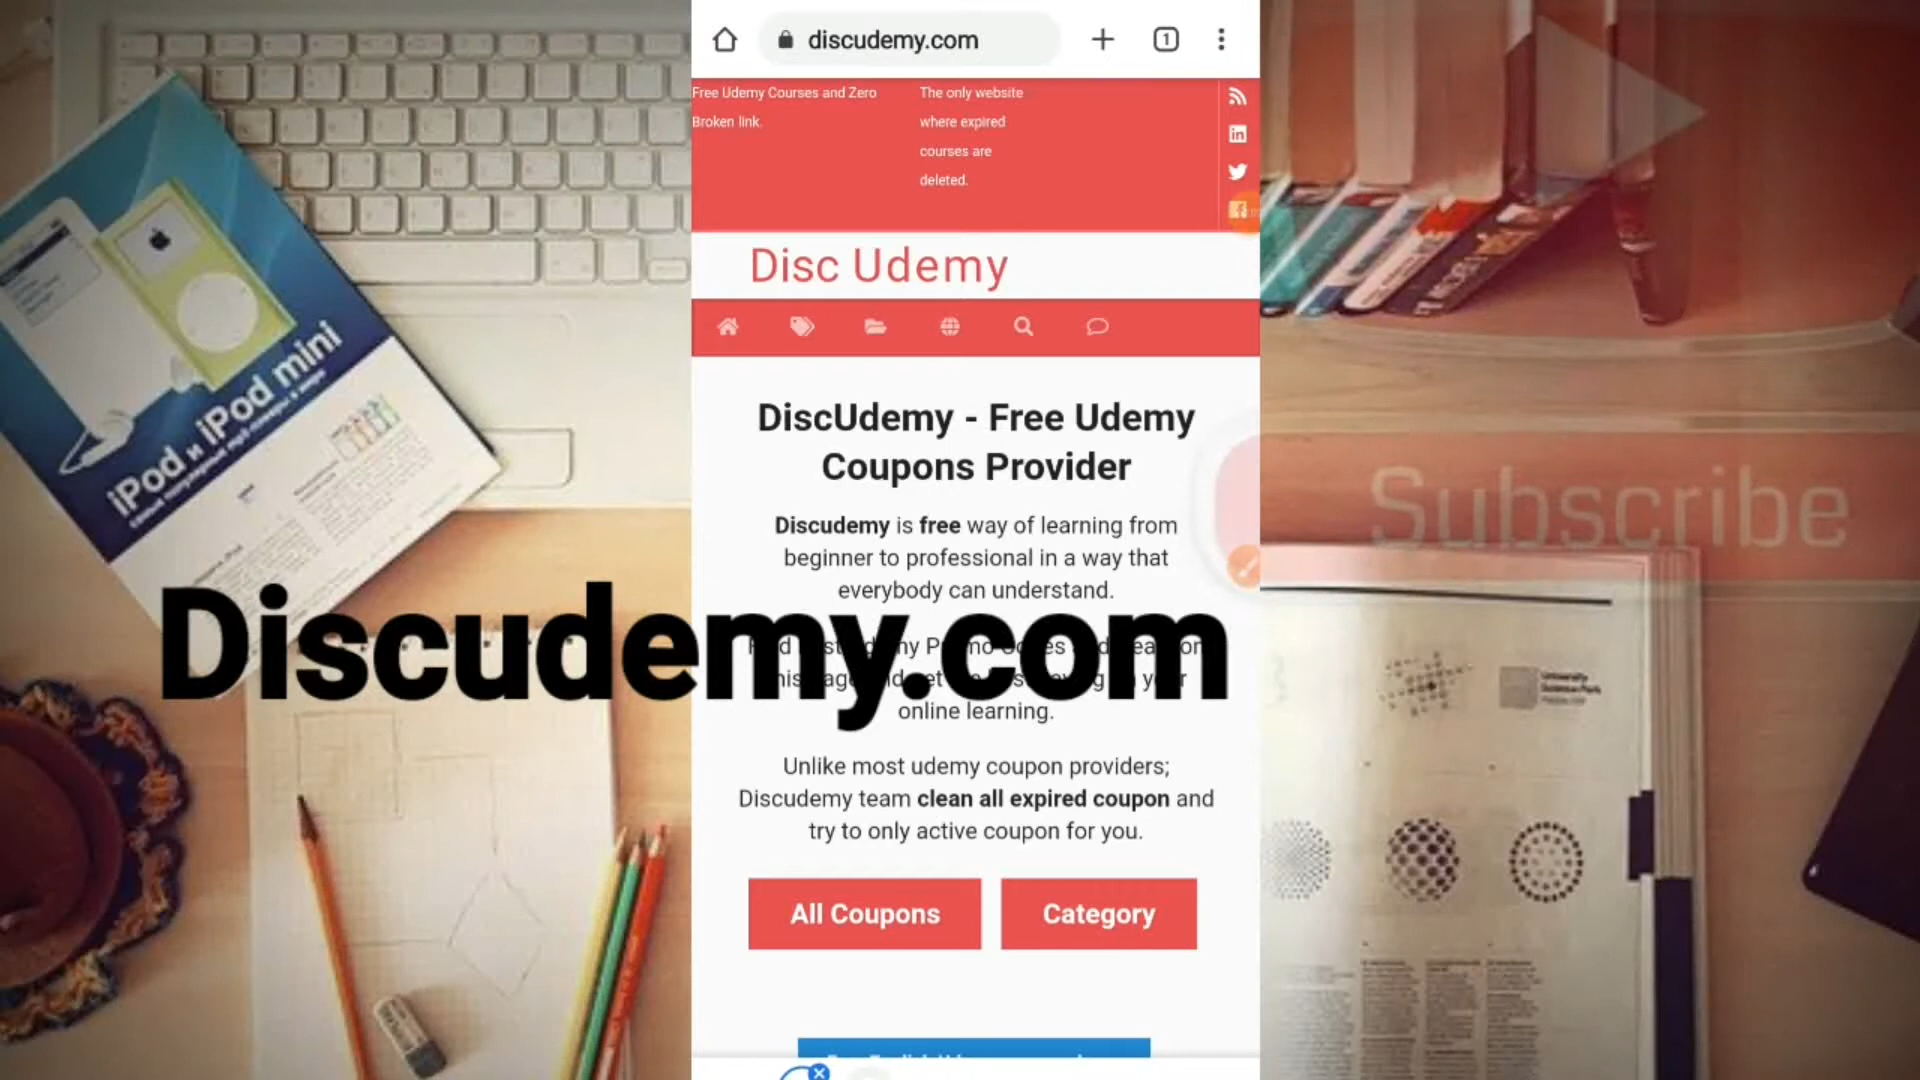 discudemy.com
1
Free Udemy Courses and Zero
Broken link.
The only website
where expired
courses are
deleted.
Disc Udemy
DiscUdemy - Free Udemy
Coupons Provider
Discudemy is free way of learning from
beginner to professional in a way that
everybody can understand.
online learning.
Unlike most udemy coupon providers;
Discudemy team clean all expired coupon and
try to only active coupon for you.
All Coupons
Category
Discudemy.com
Subscribe
iPod и iPod mini